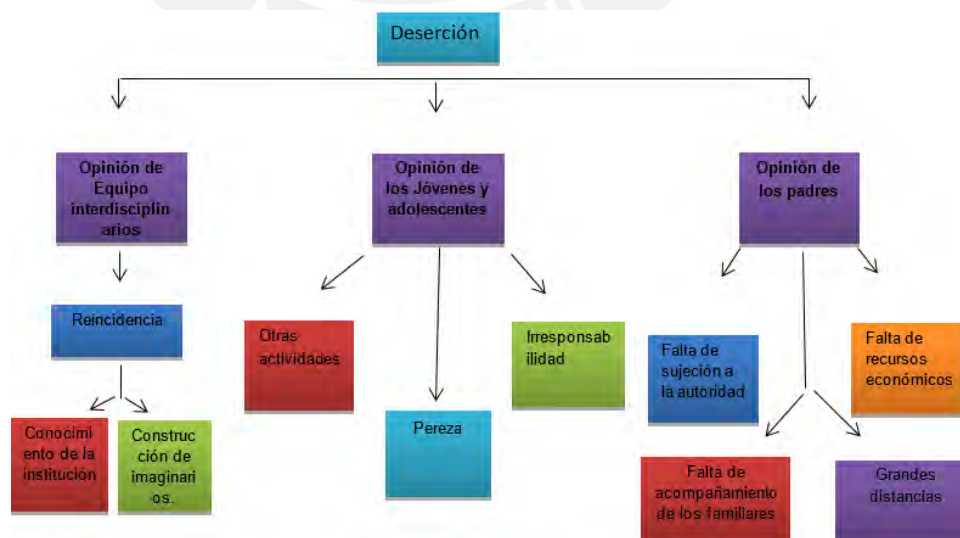 Deserción
Opinión de
Equipo
interdisciplin
arios
Opinión de
los Jóvenes y
adolescentes
Opinión de
los padres
Reincidencia
Otras
actividades
Irresponsab
ilidad
Falta de
sujeción a
la autoridad
Falta de
recursos
económicos
Conocimi
ento de la
institución
Construc
ción de
imaginari
os.
Pereza
Falta de
acompañamiento
de los familiares
Grandes
distancias